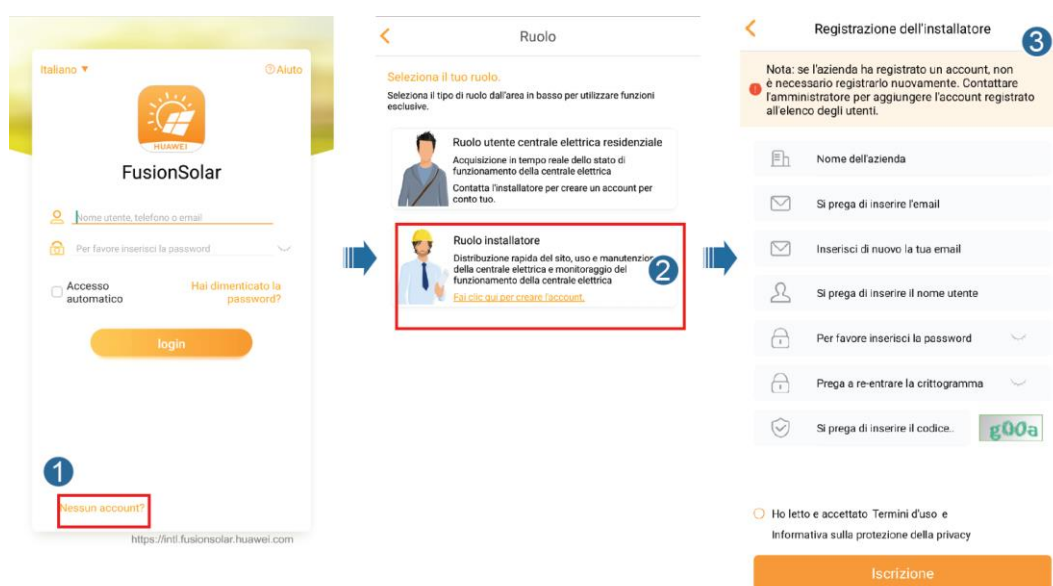 Italiano ▼
Aiuto
HUAWEI
FusionSolar
Nome utente, telefono o email
Per favore inserisci la password
Accesso
automatico
Hai dimenticato la
password?
login
1
Nessun account?
https://intl.fusionsolar.huawei.com
Ruolo
Seleziona il tuo ruolo.
Seleziona il tipo di ruolo dall'area in basso per utilizzare funzioni
esclusive.
Ruolo utente centrale elettrica residenziale
Acquisizione in tempo reale dello stato di
funzionamento della centrale elettrica
Contatta l'installatore per creare un account per
conto tuo.
Ruolo installatore
Distribuzione rapida del sito, uso e manutenzione
della centrale elettrica e monitoraggio del
funzionamento della centrale elettrica
Fai clic qui per creare l'account.
2
Registrazione dell'installatore
3
Nota: se l'azienda ha registrato un account, non
è necessario registrarlo nuovamente. Contattare
l'amministratore per aggiungere l'account registrato
all'elenco degli utenti.
Nome dell'azienda
Si prega di inserire l'email
Inserisci di nuovo la tua email
Si prega di inserire il nome utente
Per favore inserisci la password
Prega a re-entrare la crittogramma
Si prega di inserire il codice..
g00a
Ho letto e accettato Termini d'uso e
Informativa sulla protezione della privacy
Iscrizione